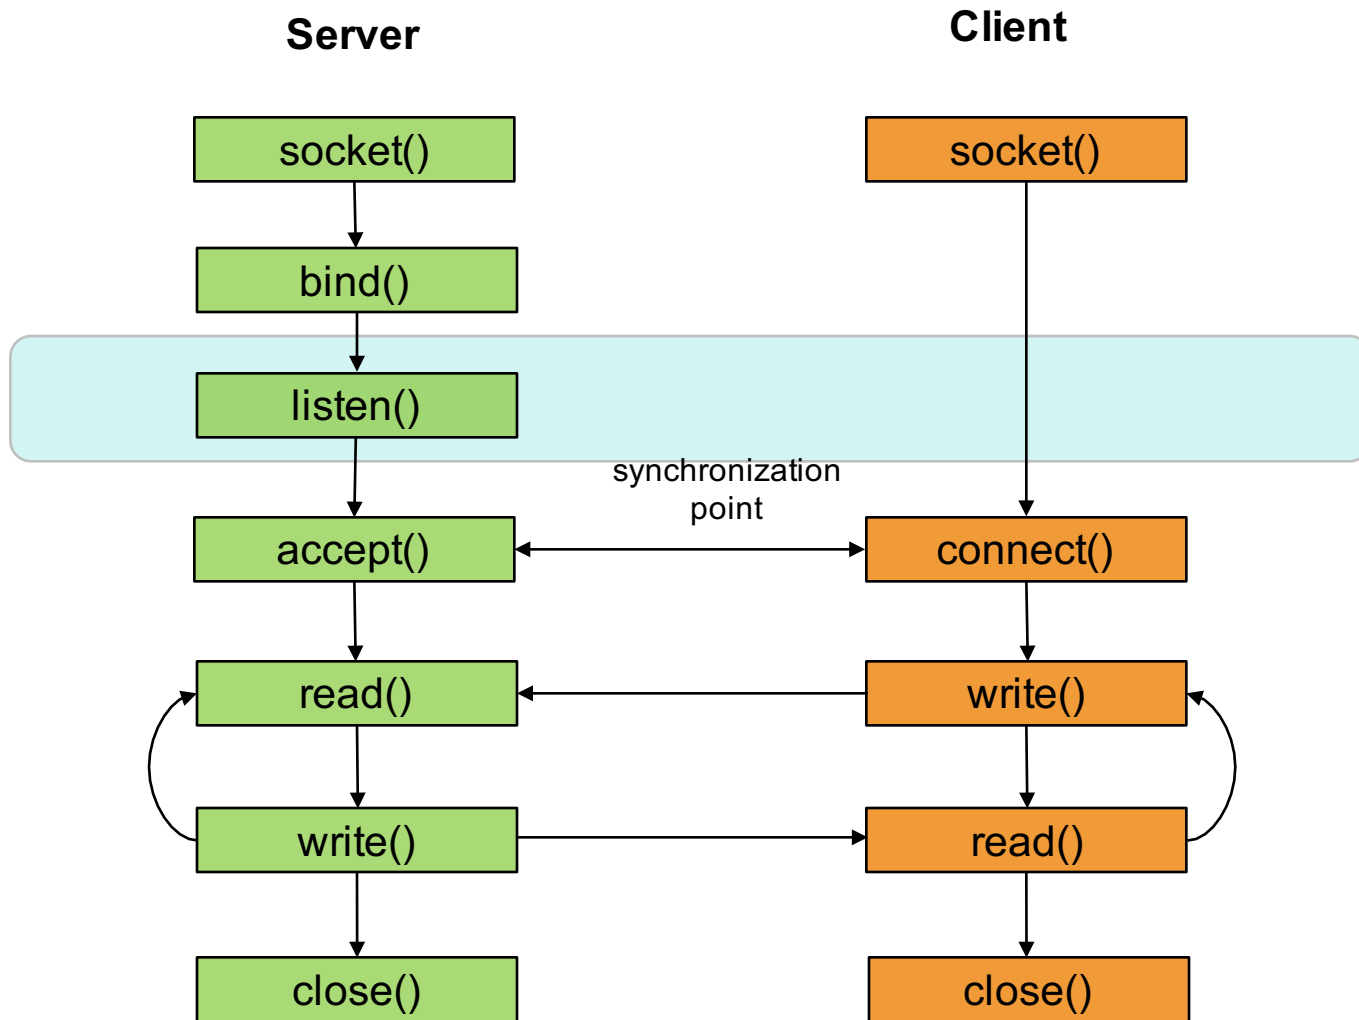 Server
Client
socket()
socket()
bind()
listen()
synchronization
point
accept()
connect()
read()
write()
write()
read()
close()
close()